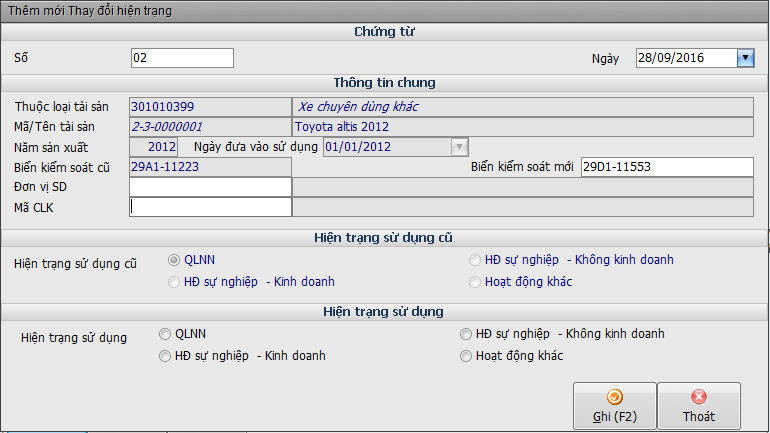 Thêm mới Thay đổi hiện trạng
Chứng từ
Số 02 Ngày 28/09/2016
Thông tin chung
Thuộc loại tài sản 301010399 Xe chuyên dùng khác
Mã/Tên tài sản 2-3-0000001 Toyota altis 2012
Năm sản xuất 2012 Ngày đưa vào sử dụng 01/01/2012
Biển kiểm soát cũ 29A1-11223 Biển kiểm soát mới 29D1-11553
Đơn vị SD
Mã CLK
Hiện trạng sử dụng cũ
Hiện trạng sử dụng cũ QLNN HĐ sự nghiệp - Không kinh doanh
HĐ sự nghiệp - Kinh doanh Hoạt động khác
Hiện trạng sử dụng
Hiện trạng sử dụng QLNN HĐ sự nghiệp - Không kinh doanh
HĐ sự nghiệp - Kinh doanh Hoạt động khác
Ghi (F2) Thoát